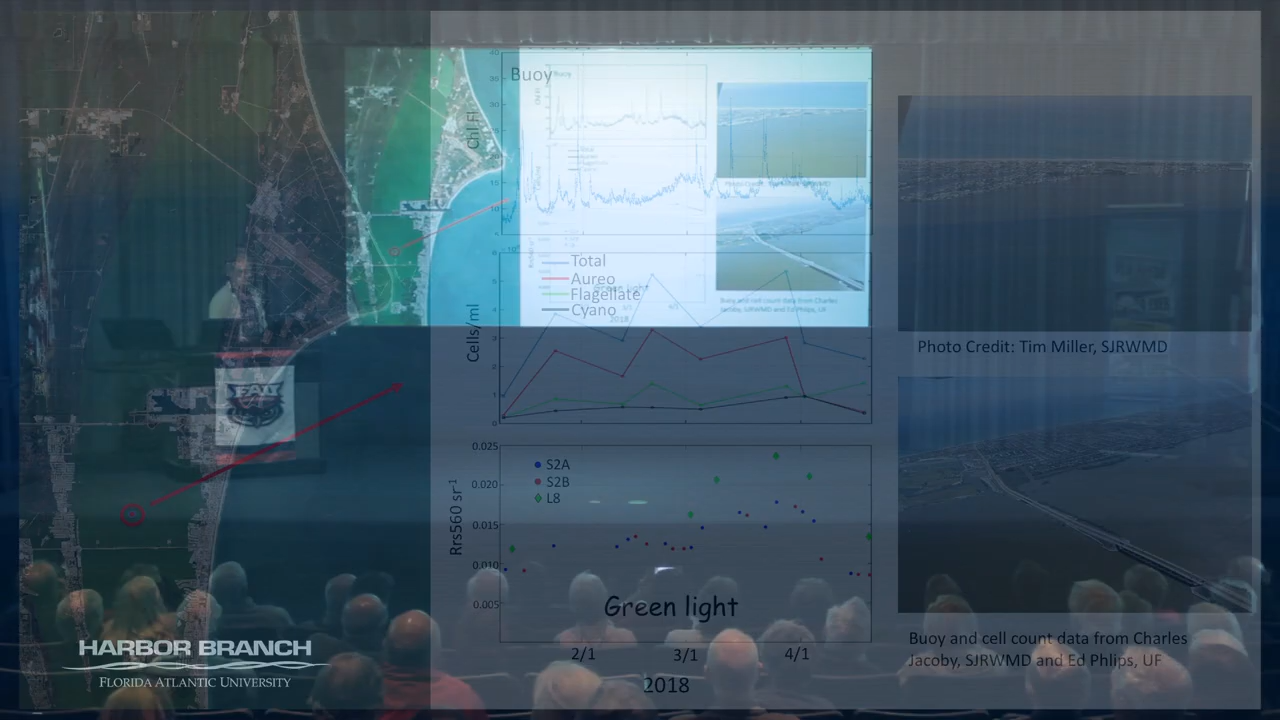 Buoy
Chl Fl
Total
Aureo
Flagellate
Cyano
Cells/ml
0.025
0.020
0.015
0.010
0.005
S2A
S2B
L8
Rrs560 sr⁻¹
Green light
2/1
3/1
4/1
2018
Photo Credit: Tim Miller, SJRWMD
Buoy and cell count data from Charles
Jacoby, SJRWMD and Ed Phlips, UF
Buoy and cell count data from Charles
Jacoby, SJRWMD and Ed Phlips, UF
FAU
HARBOR BRANCH
FLORIDA ATLANTIC UNIVERSITY